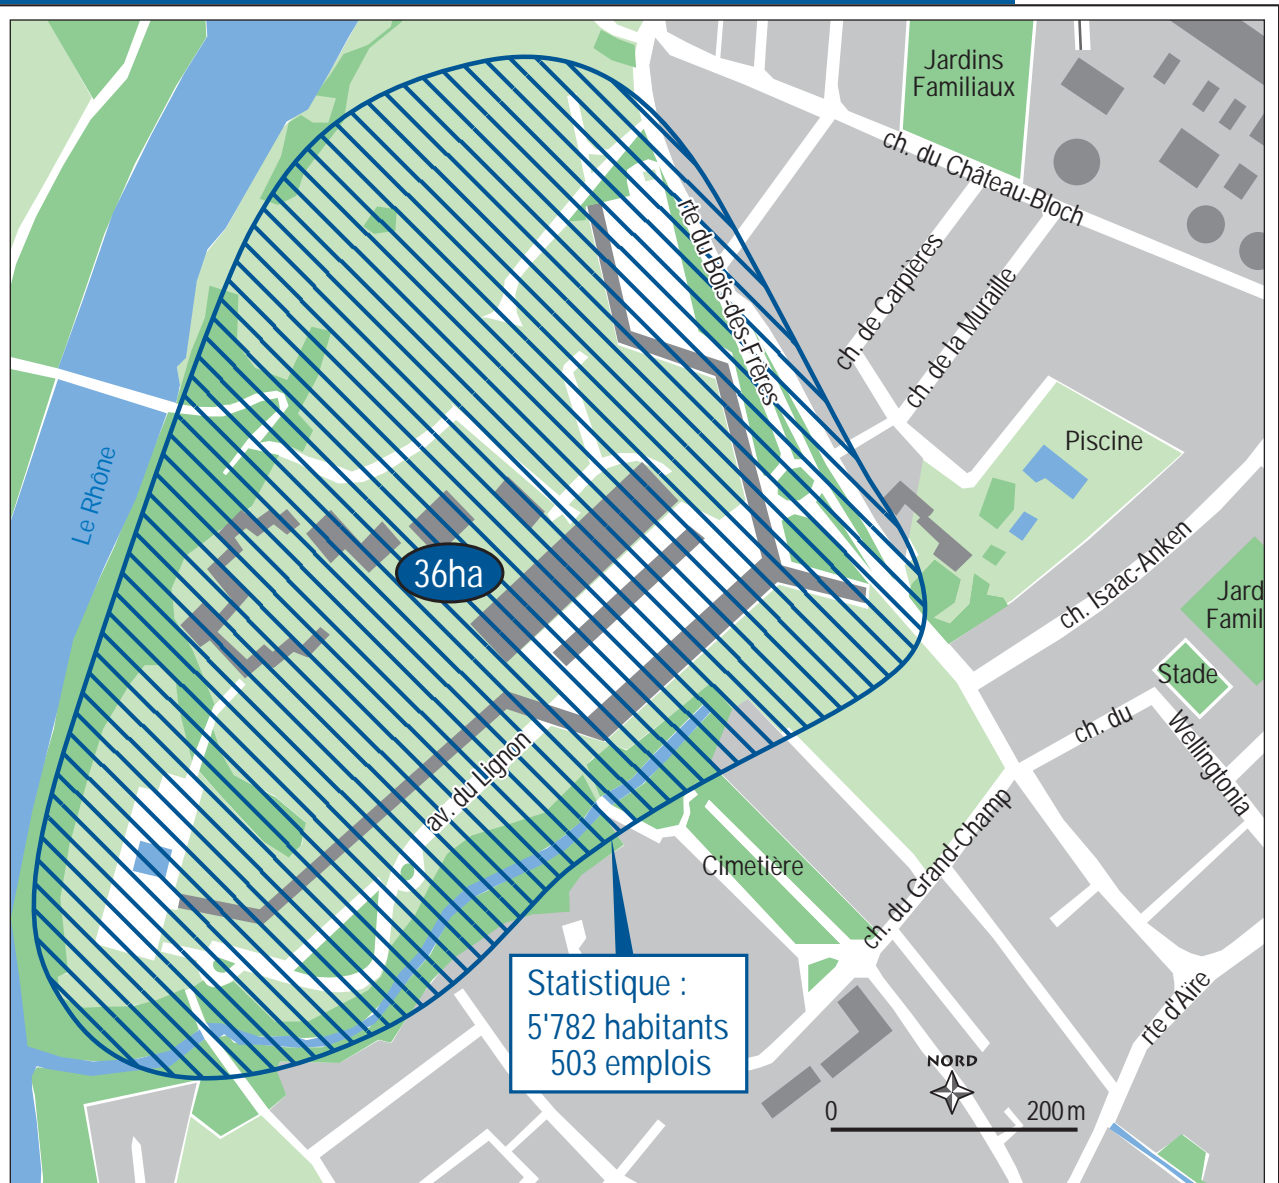 Jardins
Familiaux
ch. du Château-Bloch
rte du Bois-des-Frères
ch. de Carpières
ch. de la Muraille
Piscine
Le Rhône
ch. Isaac-Anken
36ha
Jard
Famil
Stade
ch. du
Wellingtonia
av. du Lignon
ch. du Grand-Champ
Cimetière
Statistique :
5'782 habitants
503 emplois
rte d'Aïre
NORD
0 200 m